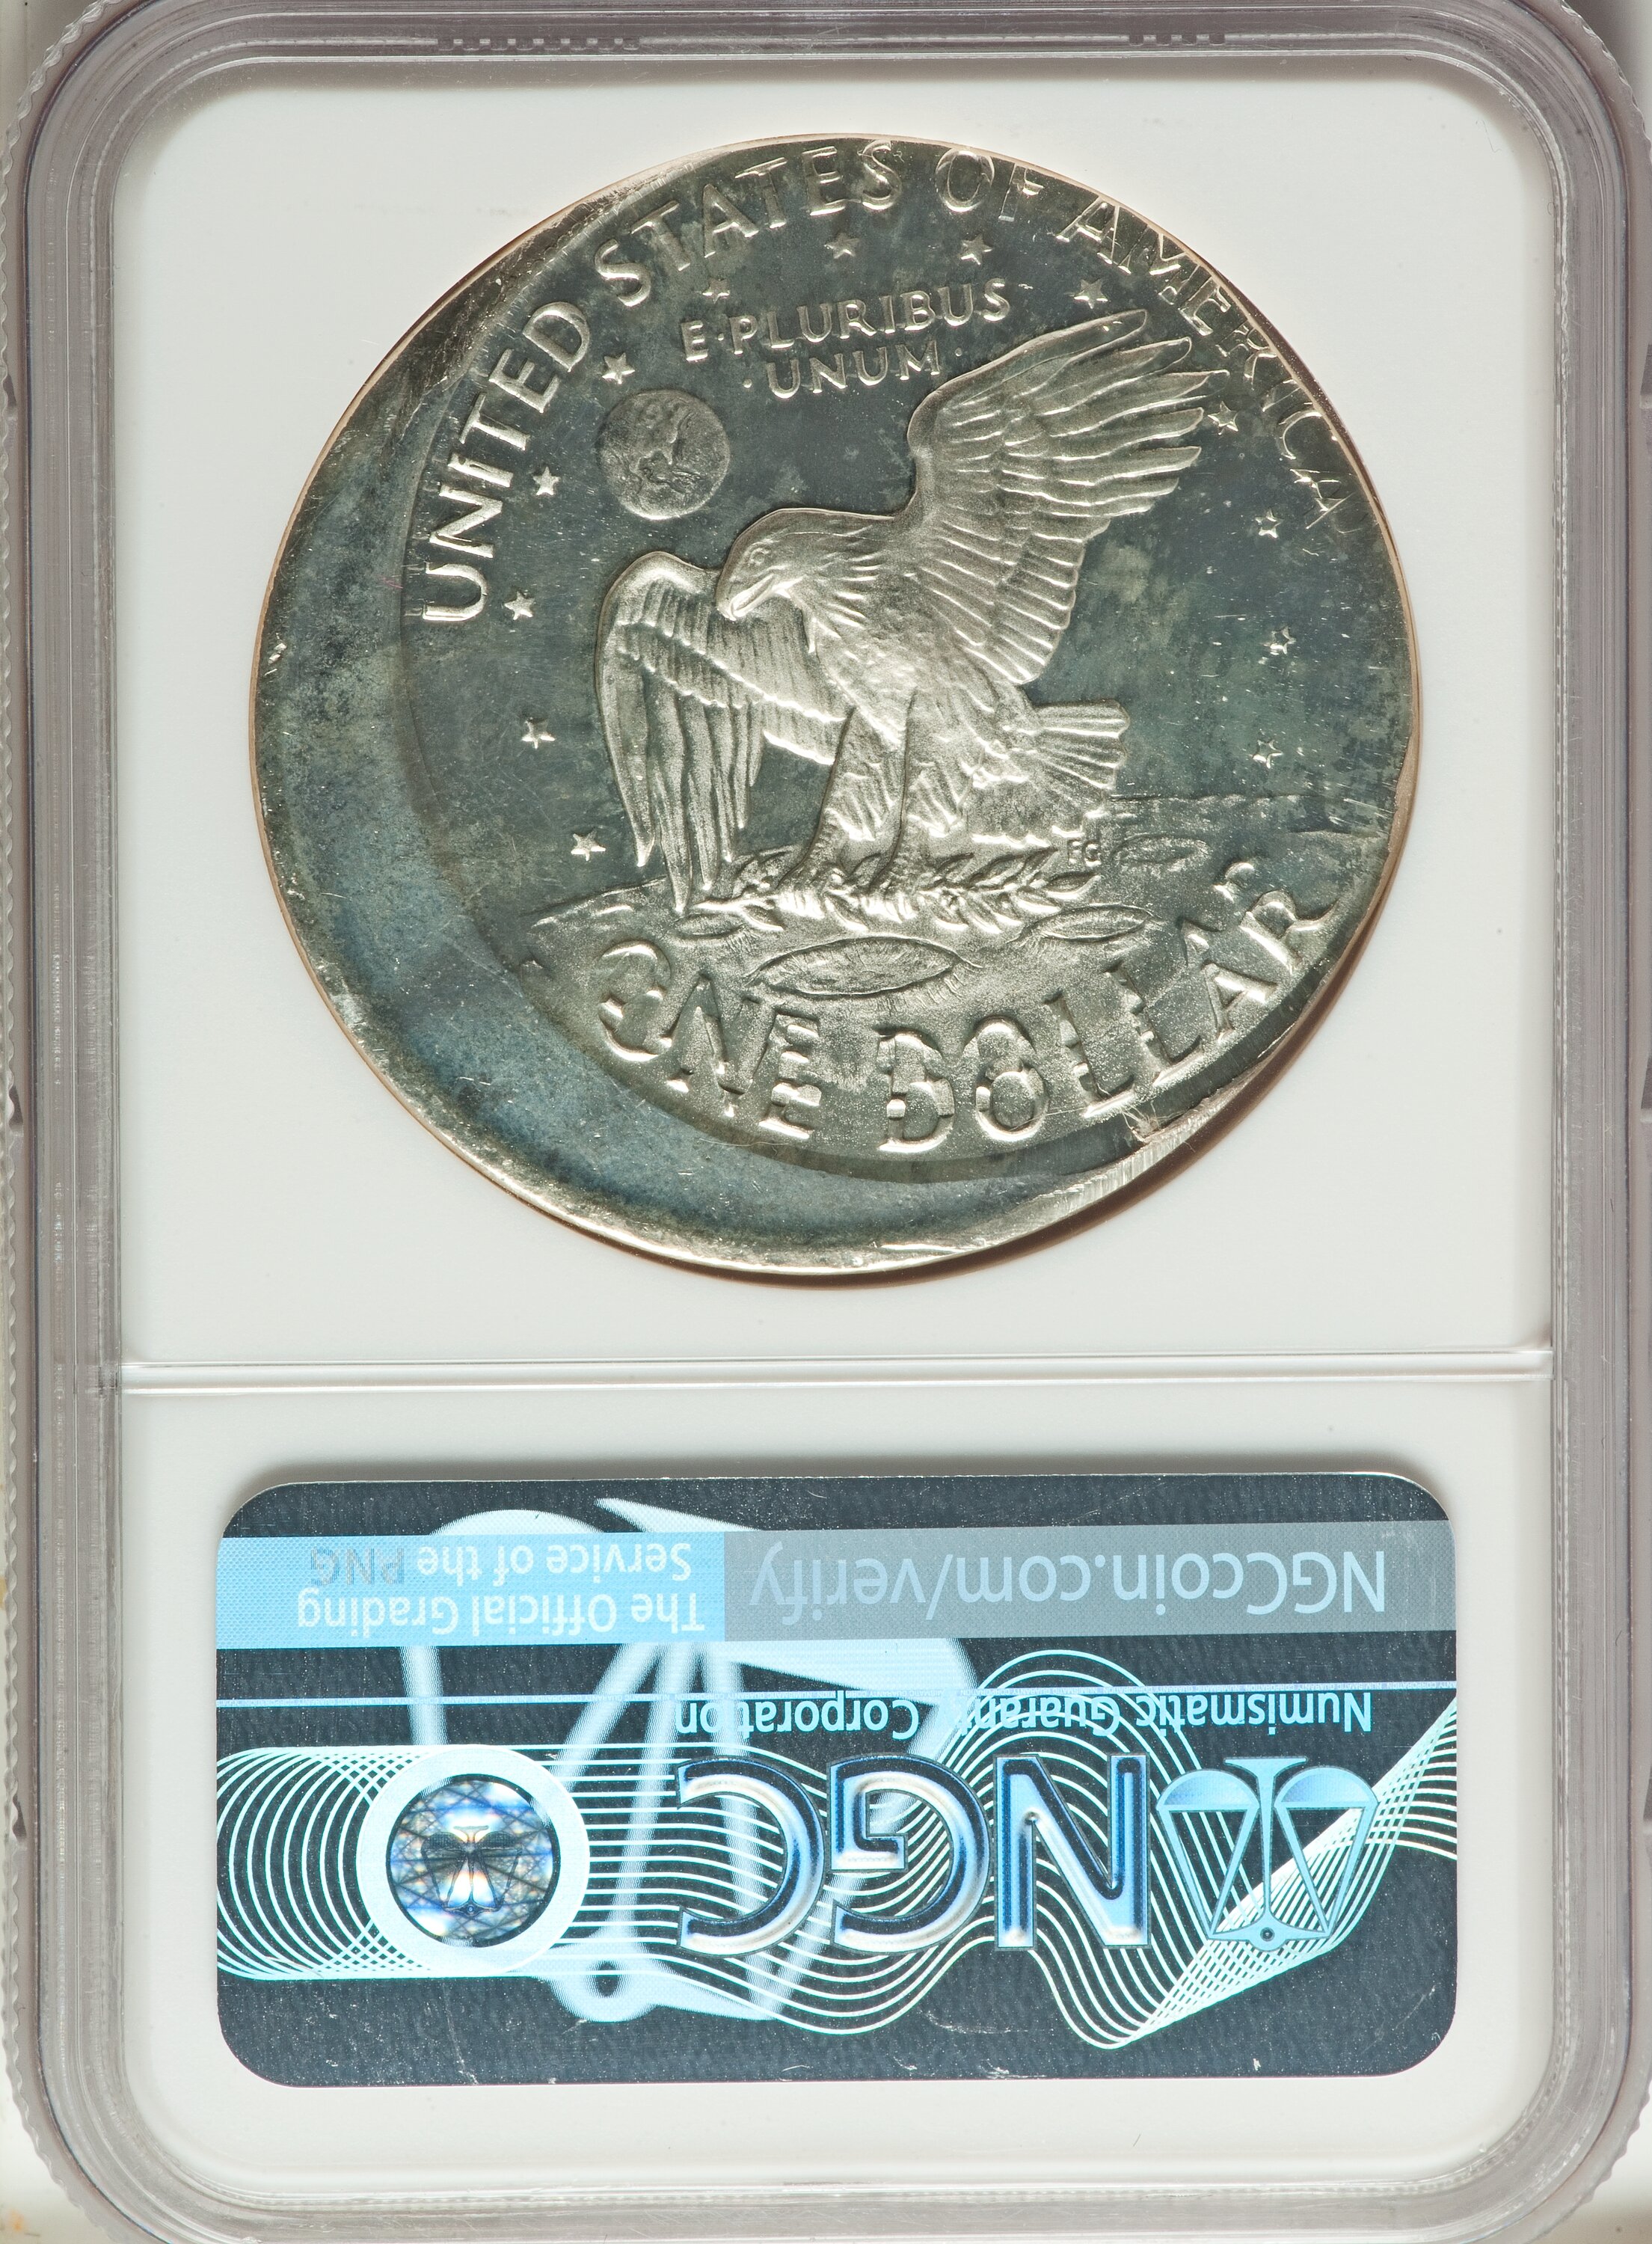 UNITED STATES OF AMERICA
E·PLURIBUS
·UNUM·
FG
ONE DOLLAR
NGC
Numismatic Guaranty
Corporation
NGCcoin.com/verify
The Official Grading
Service of the PNG